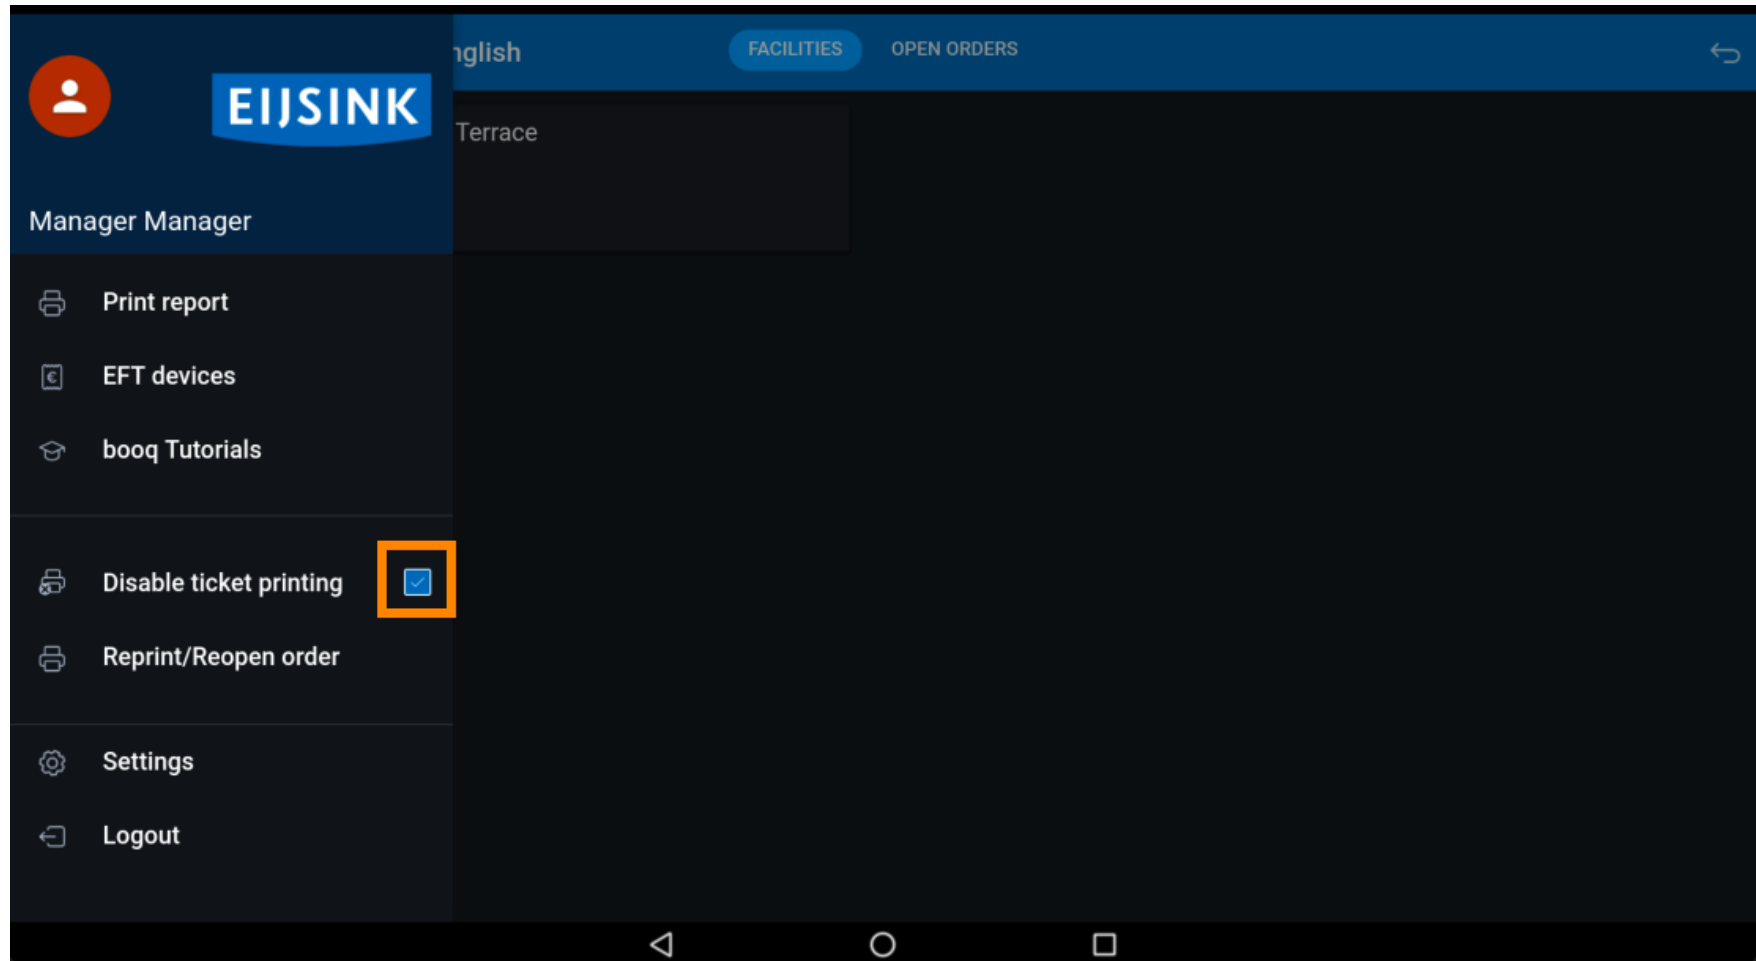 nglish
FACILITIES
OPEN ORDERS
EIJSINK
Terrace
Manager Manager
Print report
EFT devices
booq Tutorials
Disable ticket printing
Reprint/Reopen order
Settings
Logout